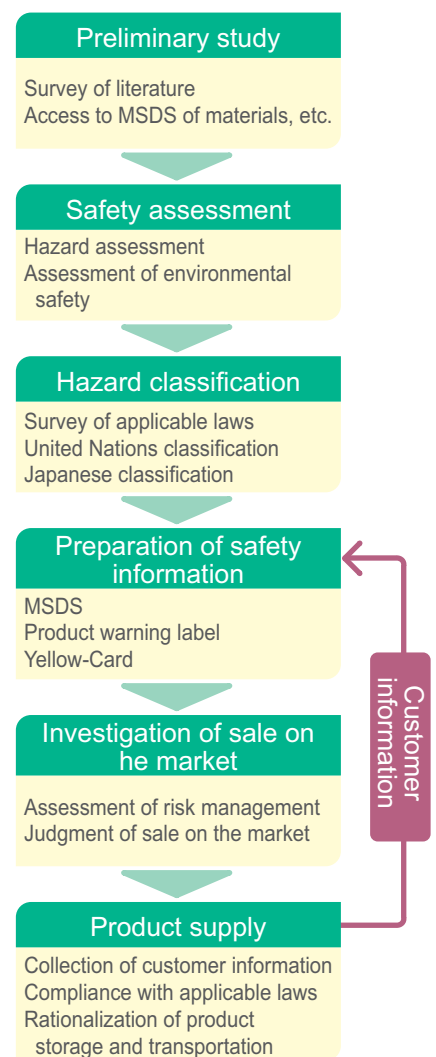 Preliminary study
Survey of literature
Access to MSDS of materials, etc.
Safety assessment
Hazard assessment
Assessment of environmental
safety
Hazard classification
Survey of applicable laws
United Nations classification
Japanese classification
Preparation of safety
information
MSDS
Product warning label
Yellow-Card
Customer
information
Investigation of sale on
he market
Assessment of risk management
Judgment of sale on the market
Product supply
Collection of customer information
Compliance with applicable laws
Rationalization of product
storage and transportation